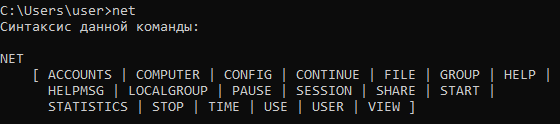 C:\Users\user>net
Синтаксис данной команды:
NET
[ ACCOUNTS | COMPUTER | CONFIG | CONTINUE | FILE | GROUP | HELP |
HELPMSG | LOCALGROUP | PAUSE | SESSION | SHARE | START |
STATISTICS | STOP | TIME | USE | USER | VIEW ]